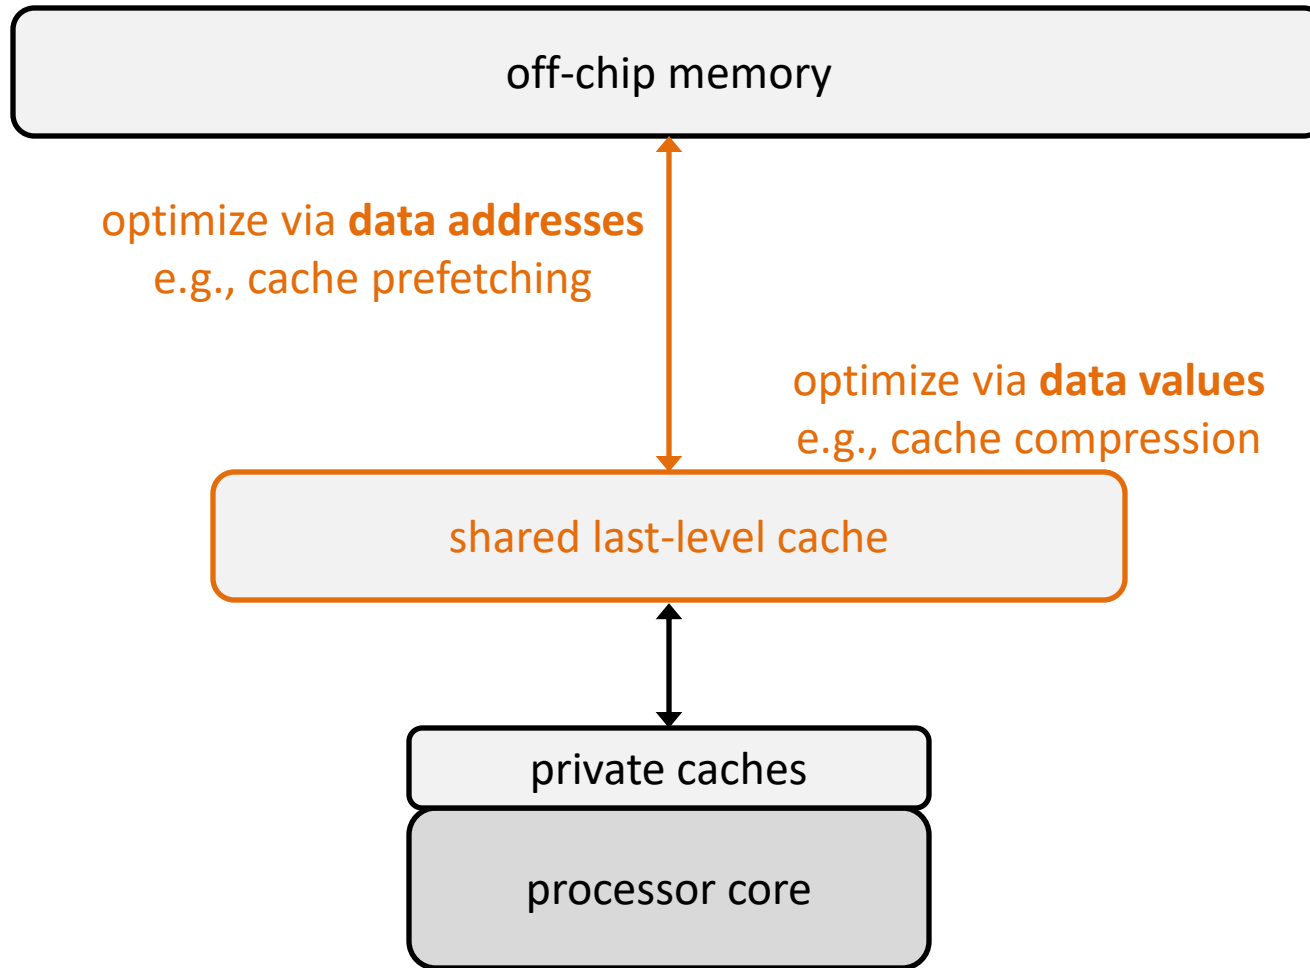 off-chip memory
optimize via data addresses
e.g., cache prefetching
optimize via data values
e.g., cache compression
shared last-level cache
private caches
processor core